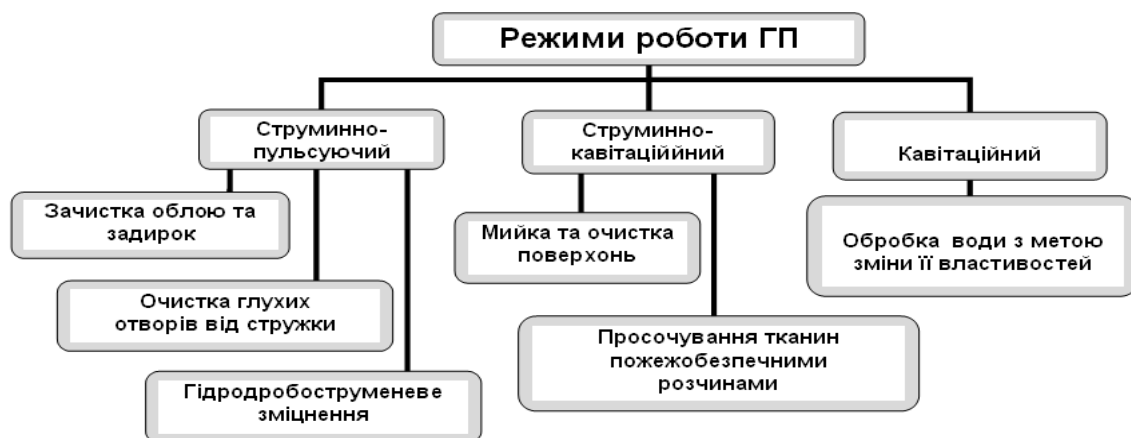 Режими роботи ГП
Струминно-
пульсуючий
Струминно-
кавітаціййний
Кавітаційний
Зачистка облою та
задирок
Очистка глухих
отворів від стружки
Гідродробоструменеве
зміцнення
Мийка та очистка
поверхонь
Просочування тканин
пожежобезпечними
розчинами
Обробка води з метою
зміни її властивостей